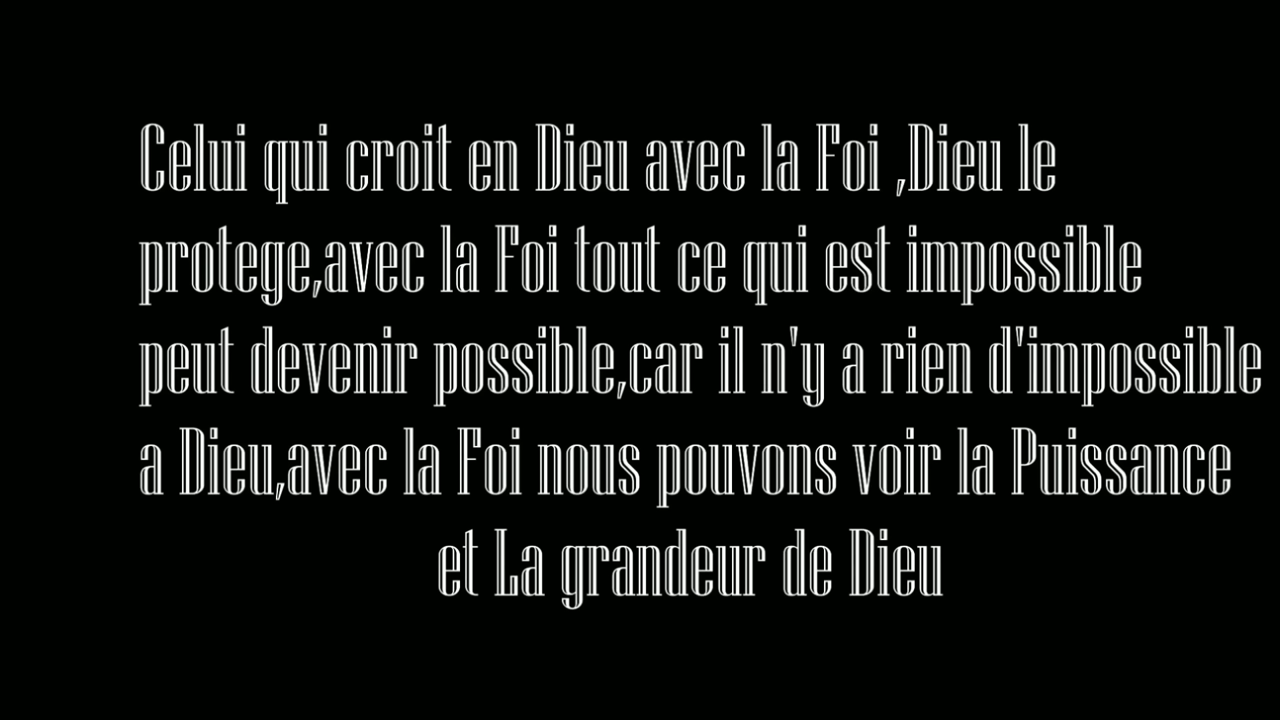 Celui qui croit en Dieu avec la Foi ,Dieu le
protege,avec la Foi tout ce qui est impossible
peut devenir possible,car il n'y a rien d'impossible
a Dieu,avec la Foi nous pouvons voir la Puissance
et La grandeur de Dieu